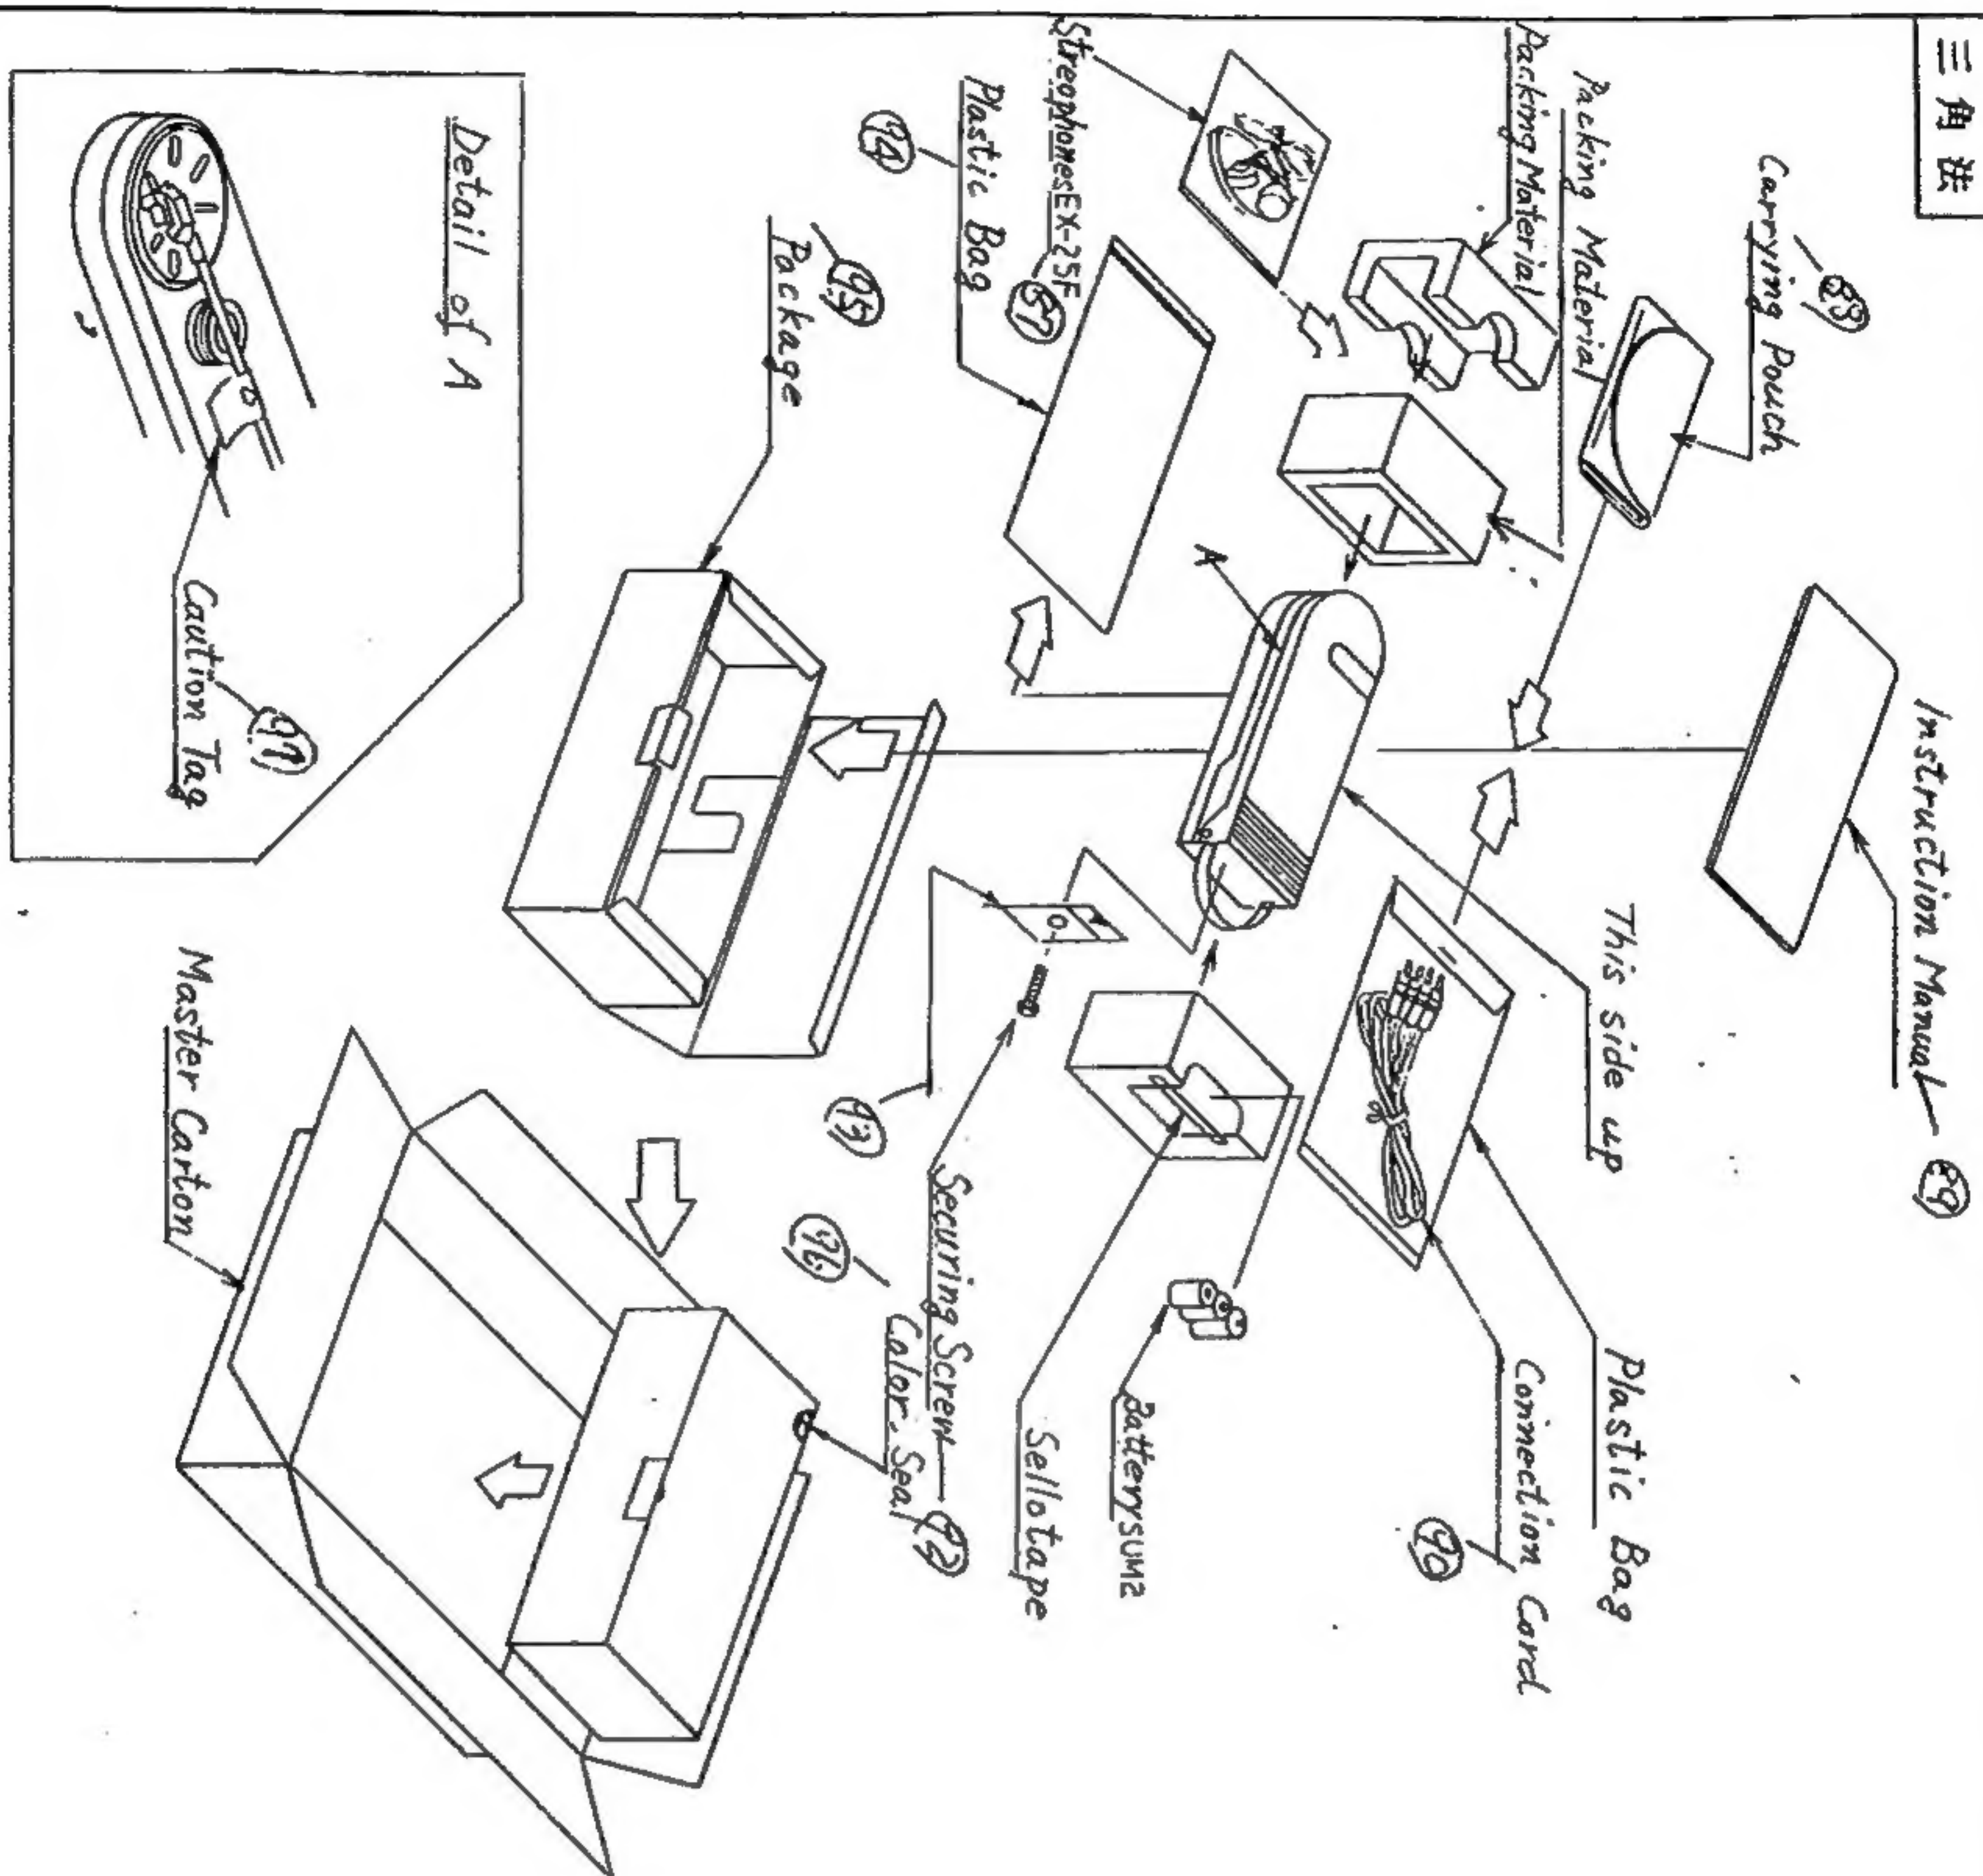 三角法
Instruction Manual
89
88
Carrying Pouch
This side up
Plastic Bag
Packing Material
Packing Material
Connection Cord
90
Streophones EX-25F
87
A
Battery SUM2
Sellotape
Plastic Bag
94
93
Securing Screw
92
96
Color Seal
95
Package
Detail of A
Caution Tag
97
Master Carton